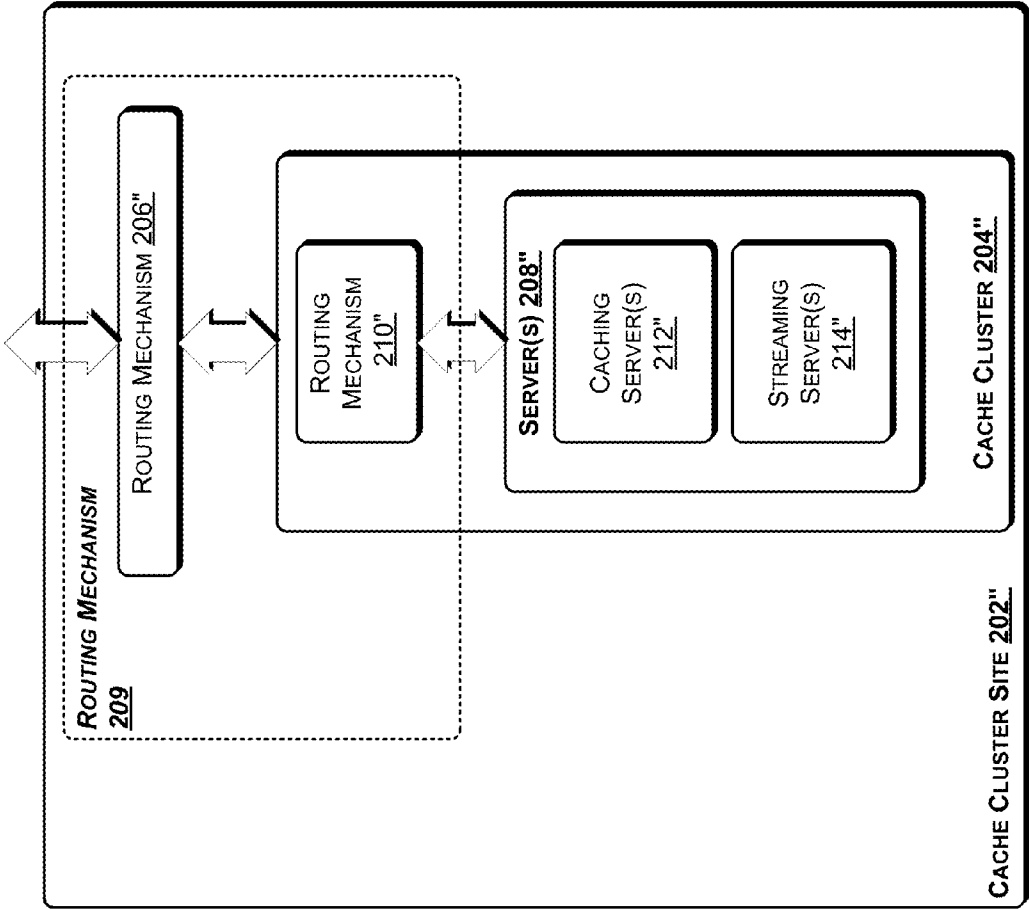 ROUTING MECHANISM
209
ROUTING MECHANISM 206"
ROUTING
MECHANISM
210"
SERVER(S) 208"
CACHING
SERVER(S)
212"
STREAMING
SERVER(S)
214"
CACHE CLUSTER 204"
CACHE CLUSTER SITE 202"